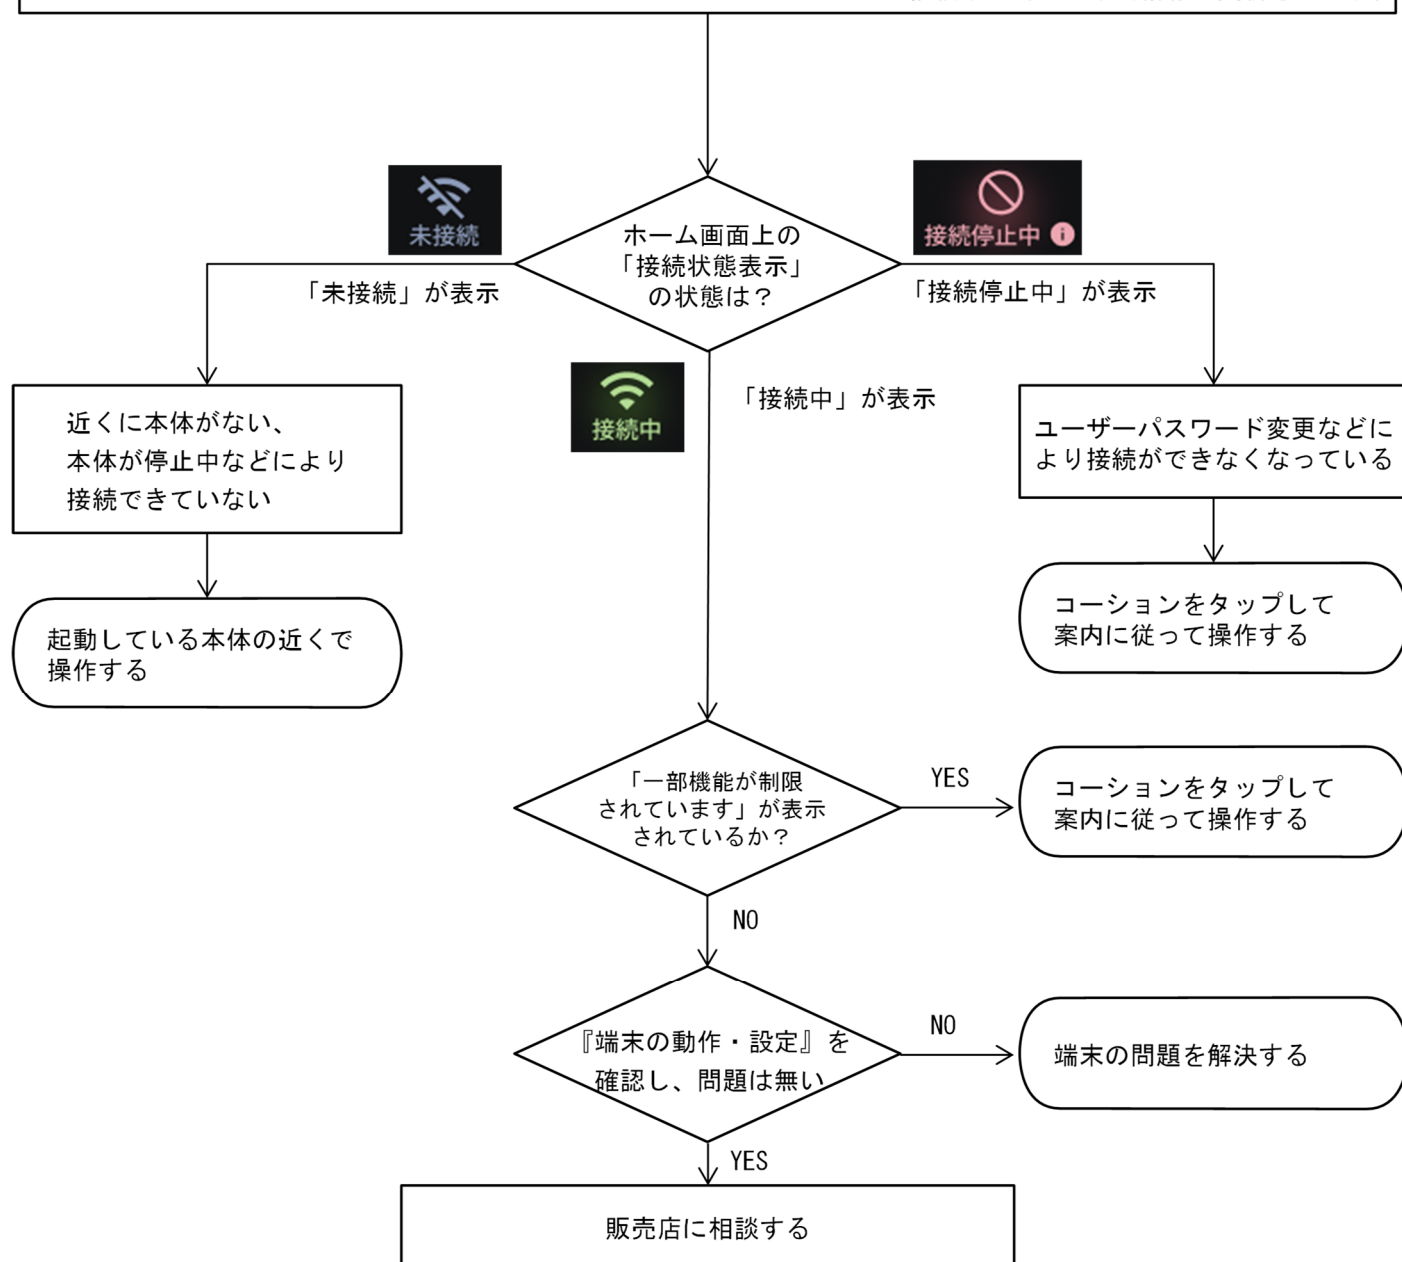 未接続
接続停止中
ホーム画面上の
「接続状態表示」
の状態は？
「未接続」が表示
「接続停止中」が表示
接続中
「接続中」が表示
近くに本体がない、
本体が停止中などにより
接続できていない
ユーザーパスワード変更などに
より接続ができなくなっている
起動している本体の近くで
操作する
コーションをタップして
案内に従って操作する
「一部機能が制限
されています」が表示
されているか？
YES
コーションをタップして
案内に従って操作する
NO
『端末の動作・設定』を
確認し、問題は無い
NO
端末の問題を解決する
YES
販売店に相談する